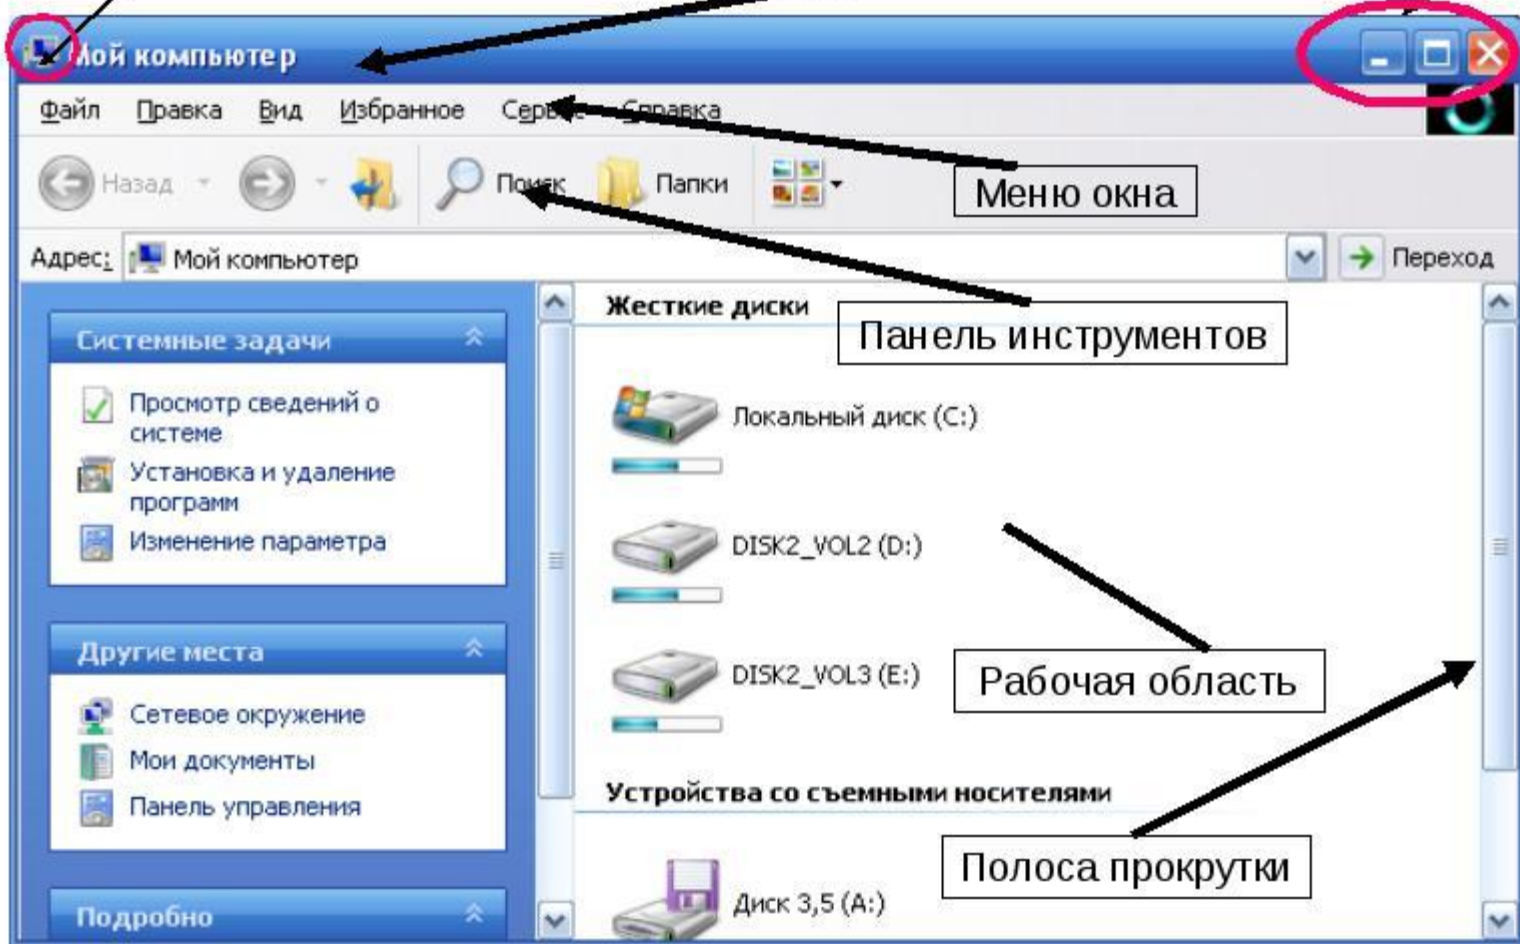 Мой компьютер
Файл Правка Вид Избранное Сервис Справка
Назад Поиск Папки
Меню окна
Адрес: Мой компьютер Переход
Жесткие диски
Панель инструментов
Системные задачи
Просмотр сведений о
системе
Установка и удаление
программ
Изменение параметра
Локальный диск (C:)
DISK2_VOL2 (D:)
DISK2_VOL3 (E:)
Рабочая область
Другие места
Сетевое окружение
Мои документы
Панель управления
Устройства со съемными носителями
Полоса прокрутки
Диск 3,5 (A:)
Подробно